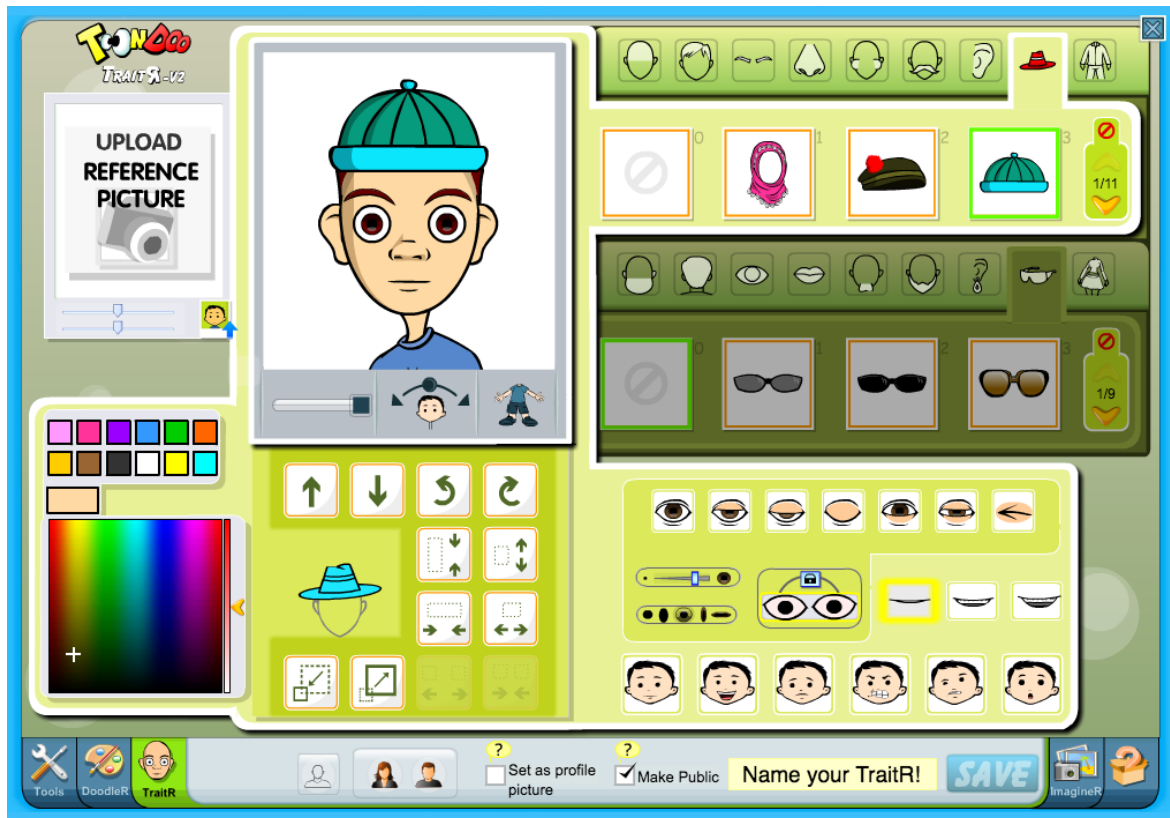 TOONDOO
TRAITR-V2
UPLOAD
REFERENCE
PICTURE
0
1
2
3
1/11
0
1
2
3
1/9
Tools
DoodleR
TraitR
?
Set as profile
picture
?
Make Public
Name your TraitR!
SAVE
ImagineR
?